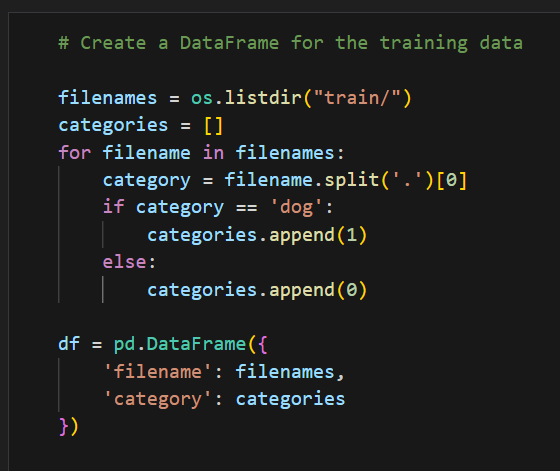 # Create a DataFrame for the training data
filenames = os.listdir("train/")
categories = []
for filename in filenames:
    category = filename.split('.')[0]
    if category == 'dog':
        categories.append(1)
    else:
        categories.append(0)
df = pd.DataFrame({
    'filename': filenames,
    'category': categories
})